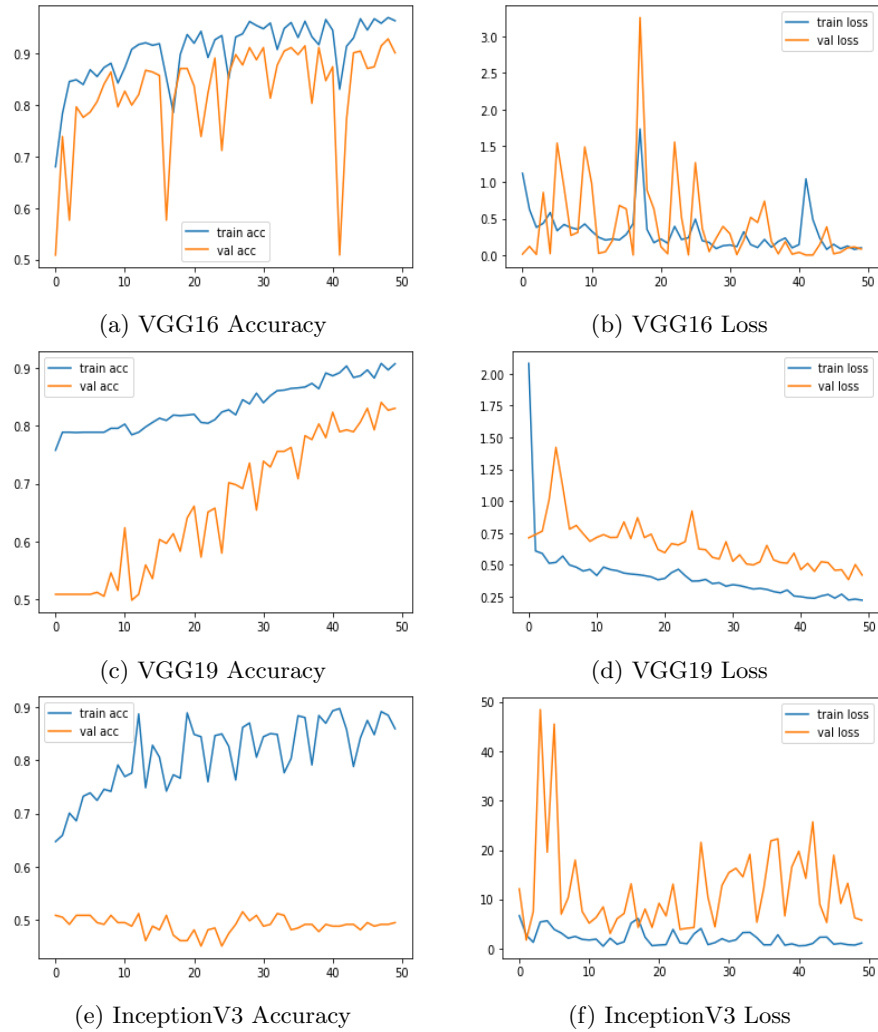 0.9
0.8
0.7
0.6
0.5
0 10 20 30 40 50
train acc
val acc
3.0
2.5
2.0
1.5
1.0
0.5
0.0
0 10 20 30 40 50
train loss
val loss
(a) VGG16 Accuracy
(b) VGG16 Loss
0.9
0.8
0.7
0.6
0.5
0 10 20 30 40 50
train acc
val acc
2.00
1.75
1.50
1.25
1.00
0.75
0.50
0.25
0 10 20 30 40 50
train loss
val loss
(c) VGG19 Accuracy
(d) VGG19 Loss
0.9
0.8
0.7
0.6
0.5
0 10 20 30 40 50
train acc
val acc
50
40
30
20
10
0
0 10 20 30 40 50
train loss
val loss
(e) InceptionV3 Accuracy
(f) InceptionV3 Loss